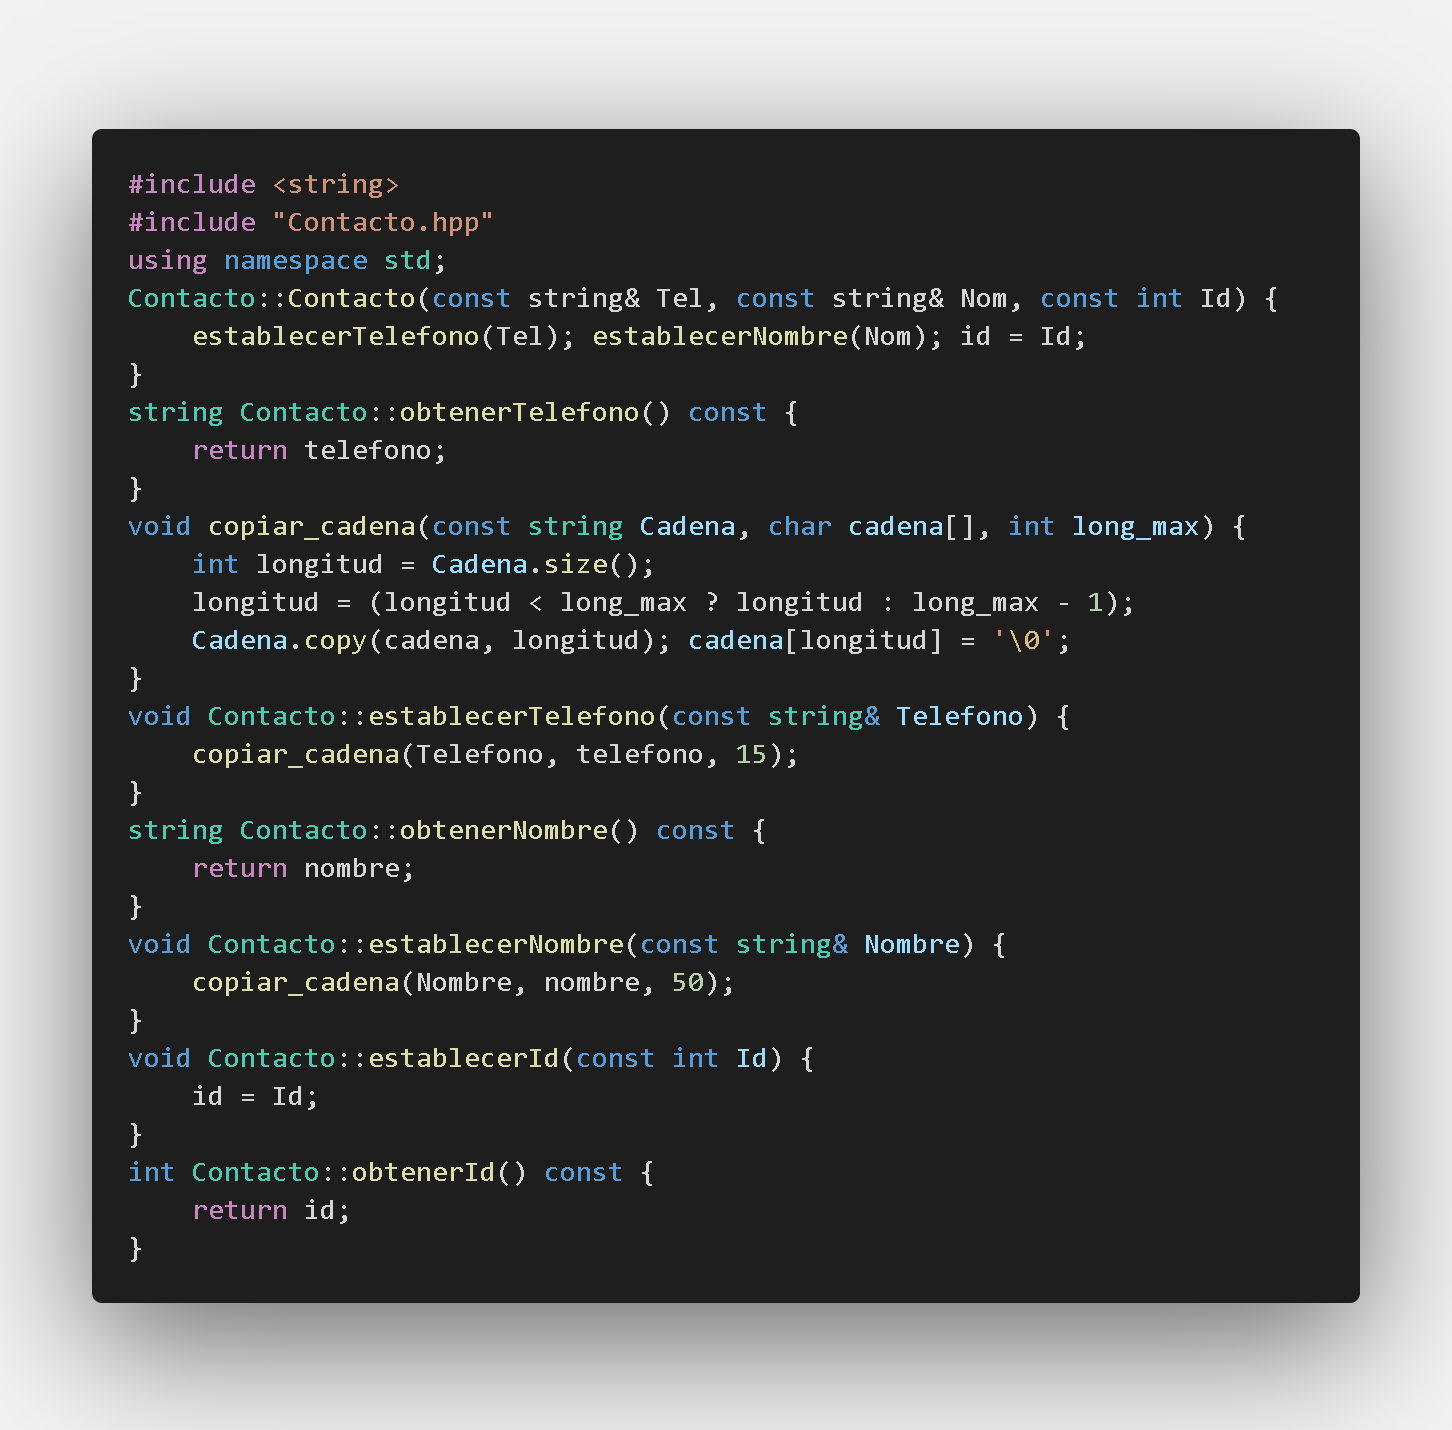 #include <string>
#include "Contacto.hpp"
using namespace std;
Contacto::Contacto(const string& Tel, const string& Nom, const int Id) {
    establecerTelefono(Tel); establecerNombre(Nom); id = Id;
}
string Contacto::obtenerTelefono() const {
    return telefono;
}
void copiar_cadena(const string Cadena, char cadena[], int long_max) {
    int longitud = Cadena.size();
    longitud = (longitud < long_max ? longitud : long_max - 1);
    Cadena.copy(cadena, longitud); cadena[longitud] = '\0';
}
void Contacto::establecerTelefono(const string& Telefono) {
    copiar_cadena(Telefono, telefono, 15);
}
string Contacto::obtenerNombre() const {
    return nombre;
}
void Contacto::establecerNombre(const string& Nombre) {
    copiar_cadena(Nombre, nombre, 50);
}
void Contacto::establecerId(const int Id) {
    id = Id;
}
int Contacto::obtenerId() const {
    return id;
}